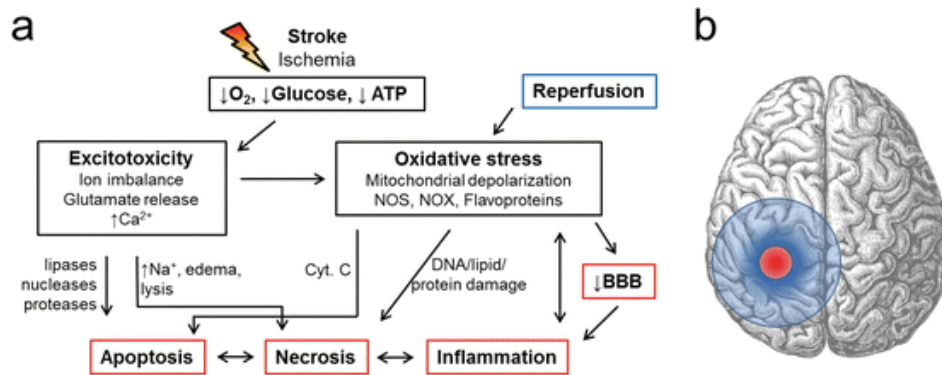 a
b
Stroke
Ischemia
↓O₂, ↓Glucose, ↓ ATP
Reperfusion
Excitotoxicity
Ion imbalance
Glutamate release
↑Ca²⁺
Oxidative stress
Mitochondrial depolarization
NOS, NOX, Flavoproteins
lipases
nucleases
proteases
↑Na⁺, edema,
lysis
Cyt. C
DNA/lipid/
protein damage
↓BBB
Apoptosis
Necrosis
Inflammation